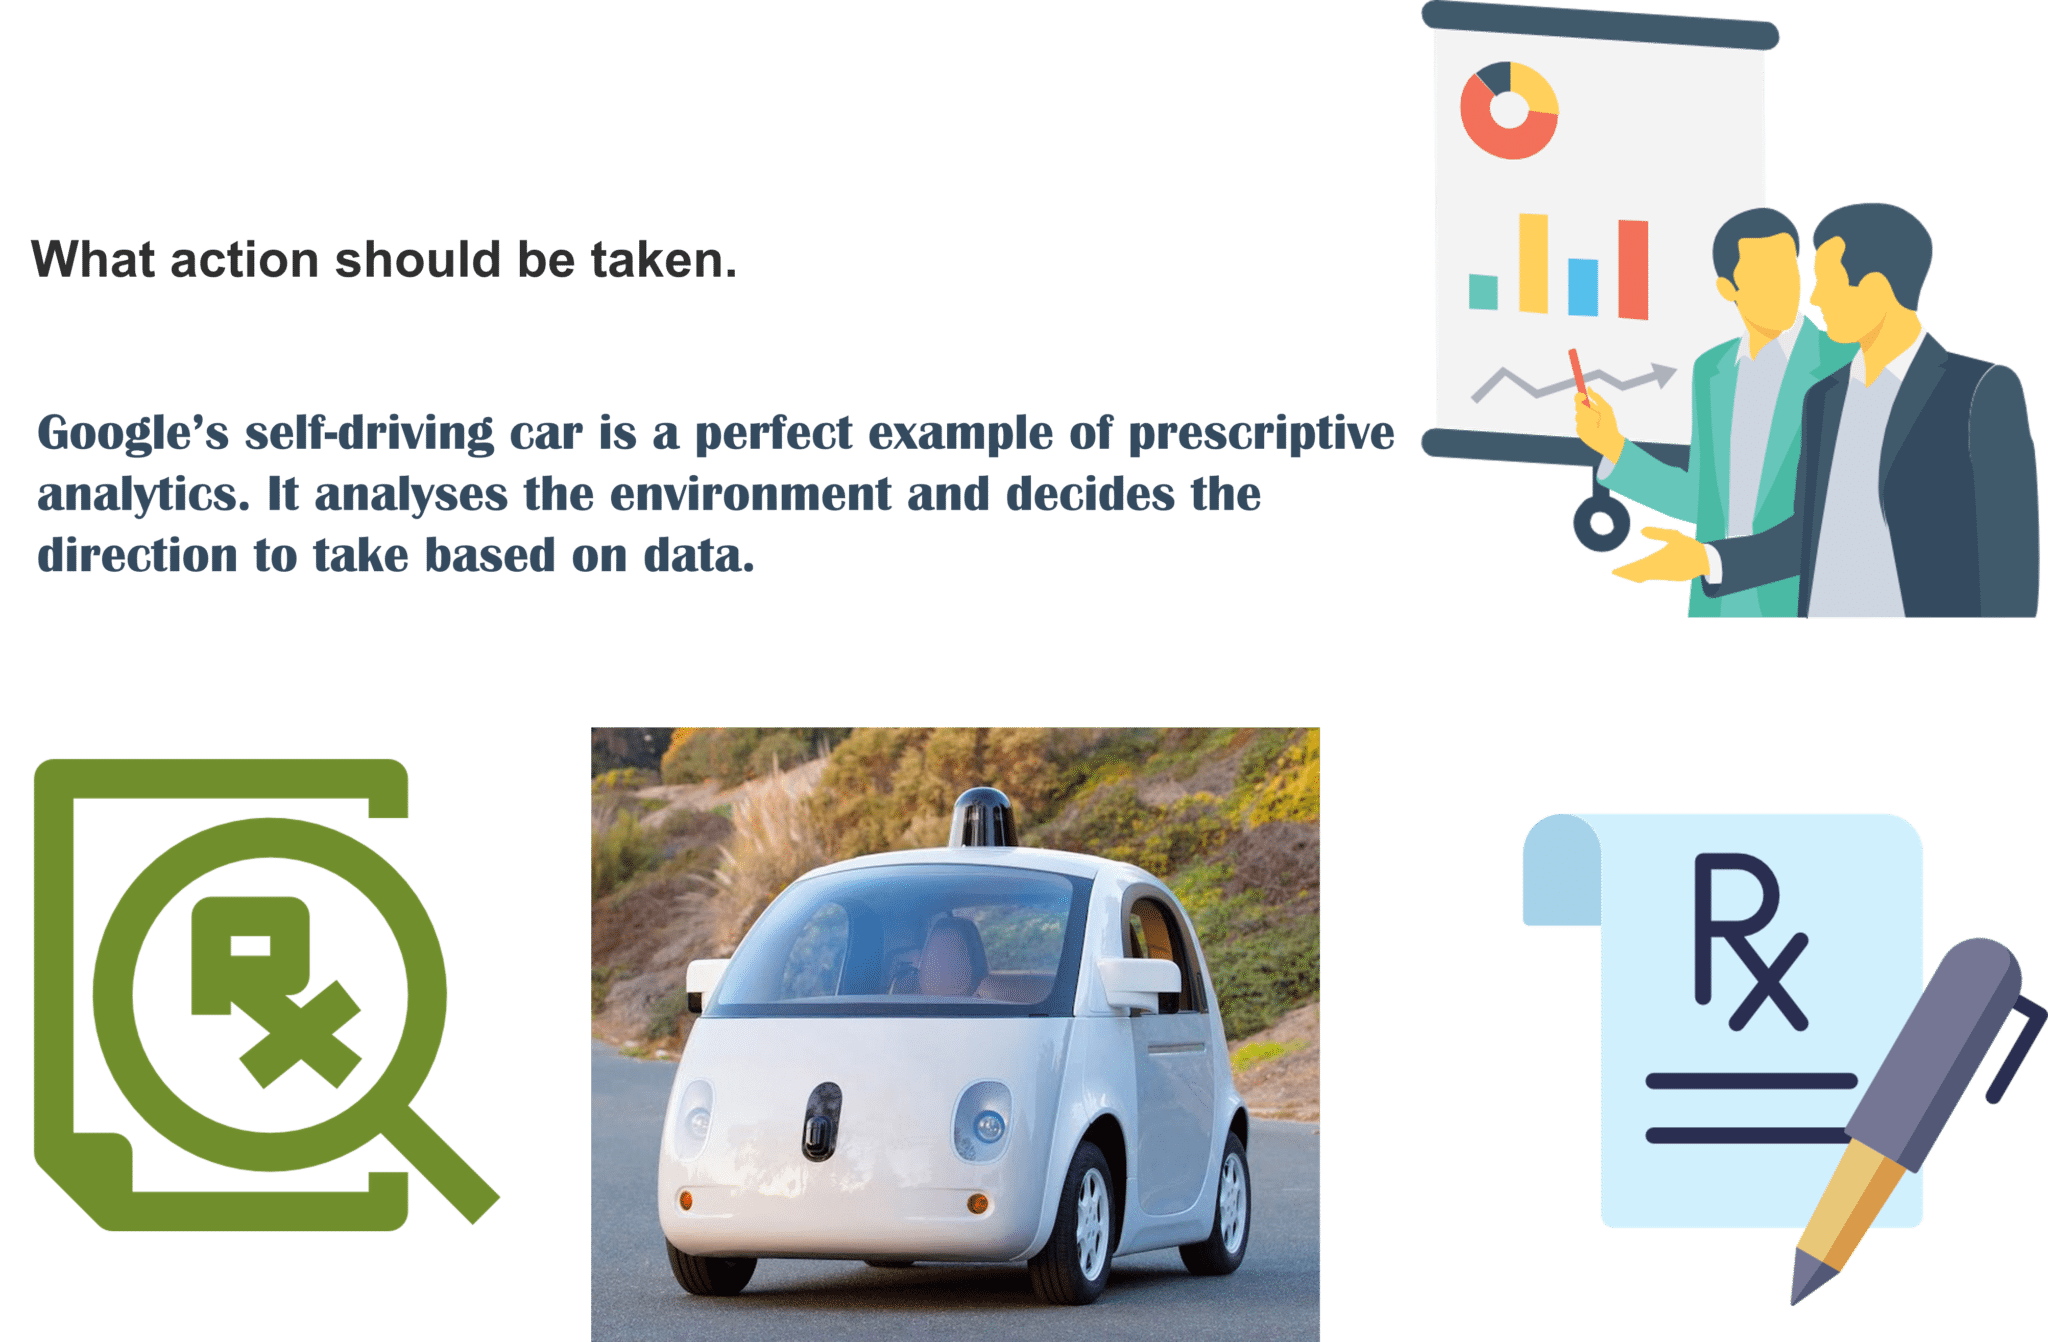 What action should be taken.
Google’s self-driving car is a perfect example of prescriptive
analytics. It analyses the environment and decides the
direction to take based on data.
Rx
Rx